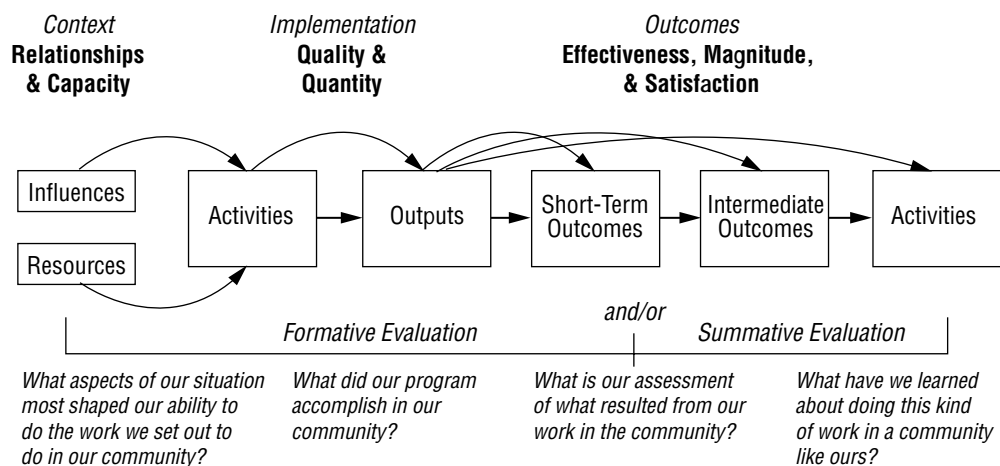 Context
Relationships
& Capacity
Implementation
Quality &
Quantity
Outcomes
Effectiveness, Magnitude,
& Satisfaction
Influences
Resources
Activities
Outputs
Short-Term
Outcomes
Intermediate
Outcomes
Activities
Formative Evaluation
and/or
Summative Evaluation
What aspects of our situation
most shaped our ability to
do the work we set out to
do in our community?
What did our program
accomplish in our
community?
What is our assessment
of what resulted from our
work in the community?
What have we learned
about doing this kind
of work in a community
like ours?